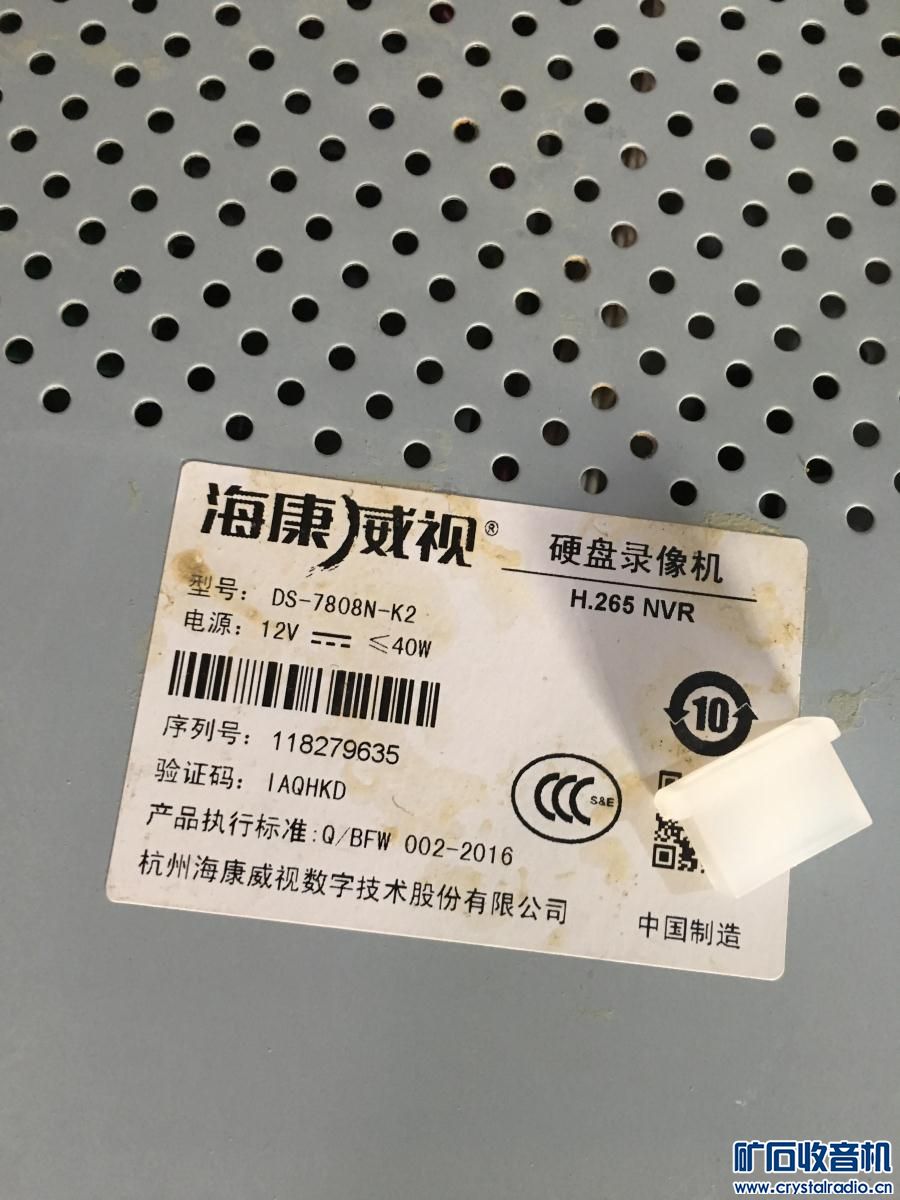 海康威视®
硬盘录像机
H.265 NVR
型号: DS-7808N-K2
电源: 12V ⎓ ≤40W
10
序列号: 118279635
验证码: IAQHKD
CCC S&E
产品执行标准:Q/BFW 002-2016
杭州海康威视数字技术股份有限公司
中国制造
矿石收音机
www.crystalradio.cn